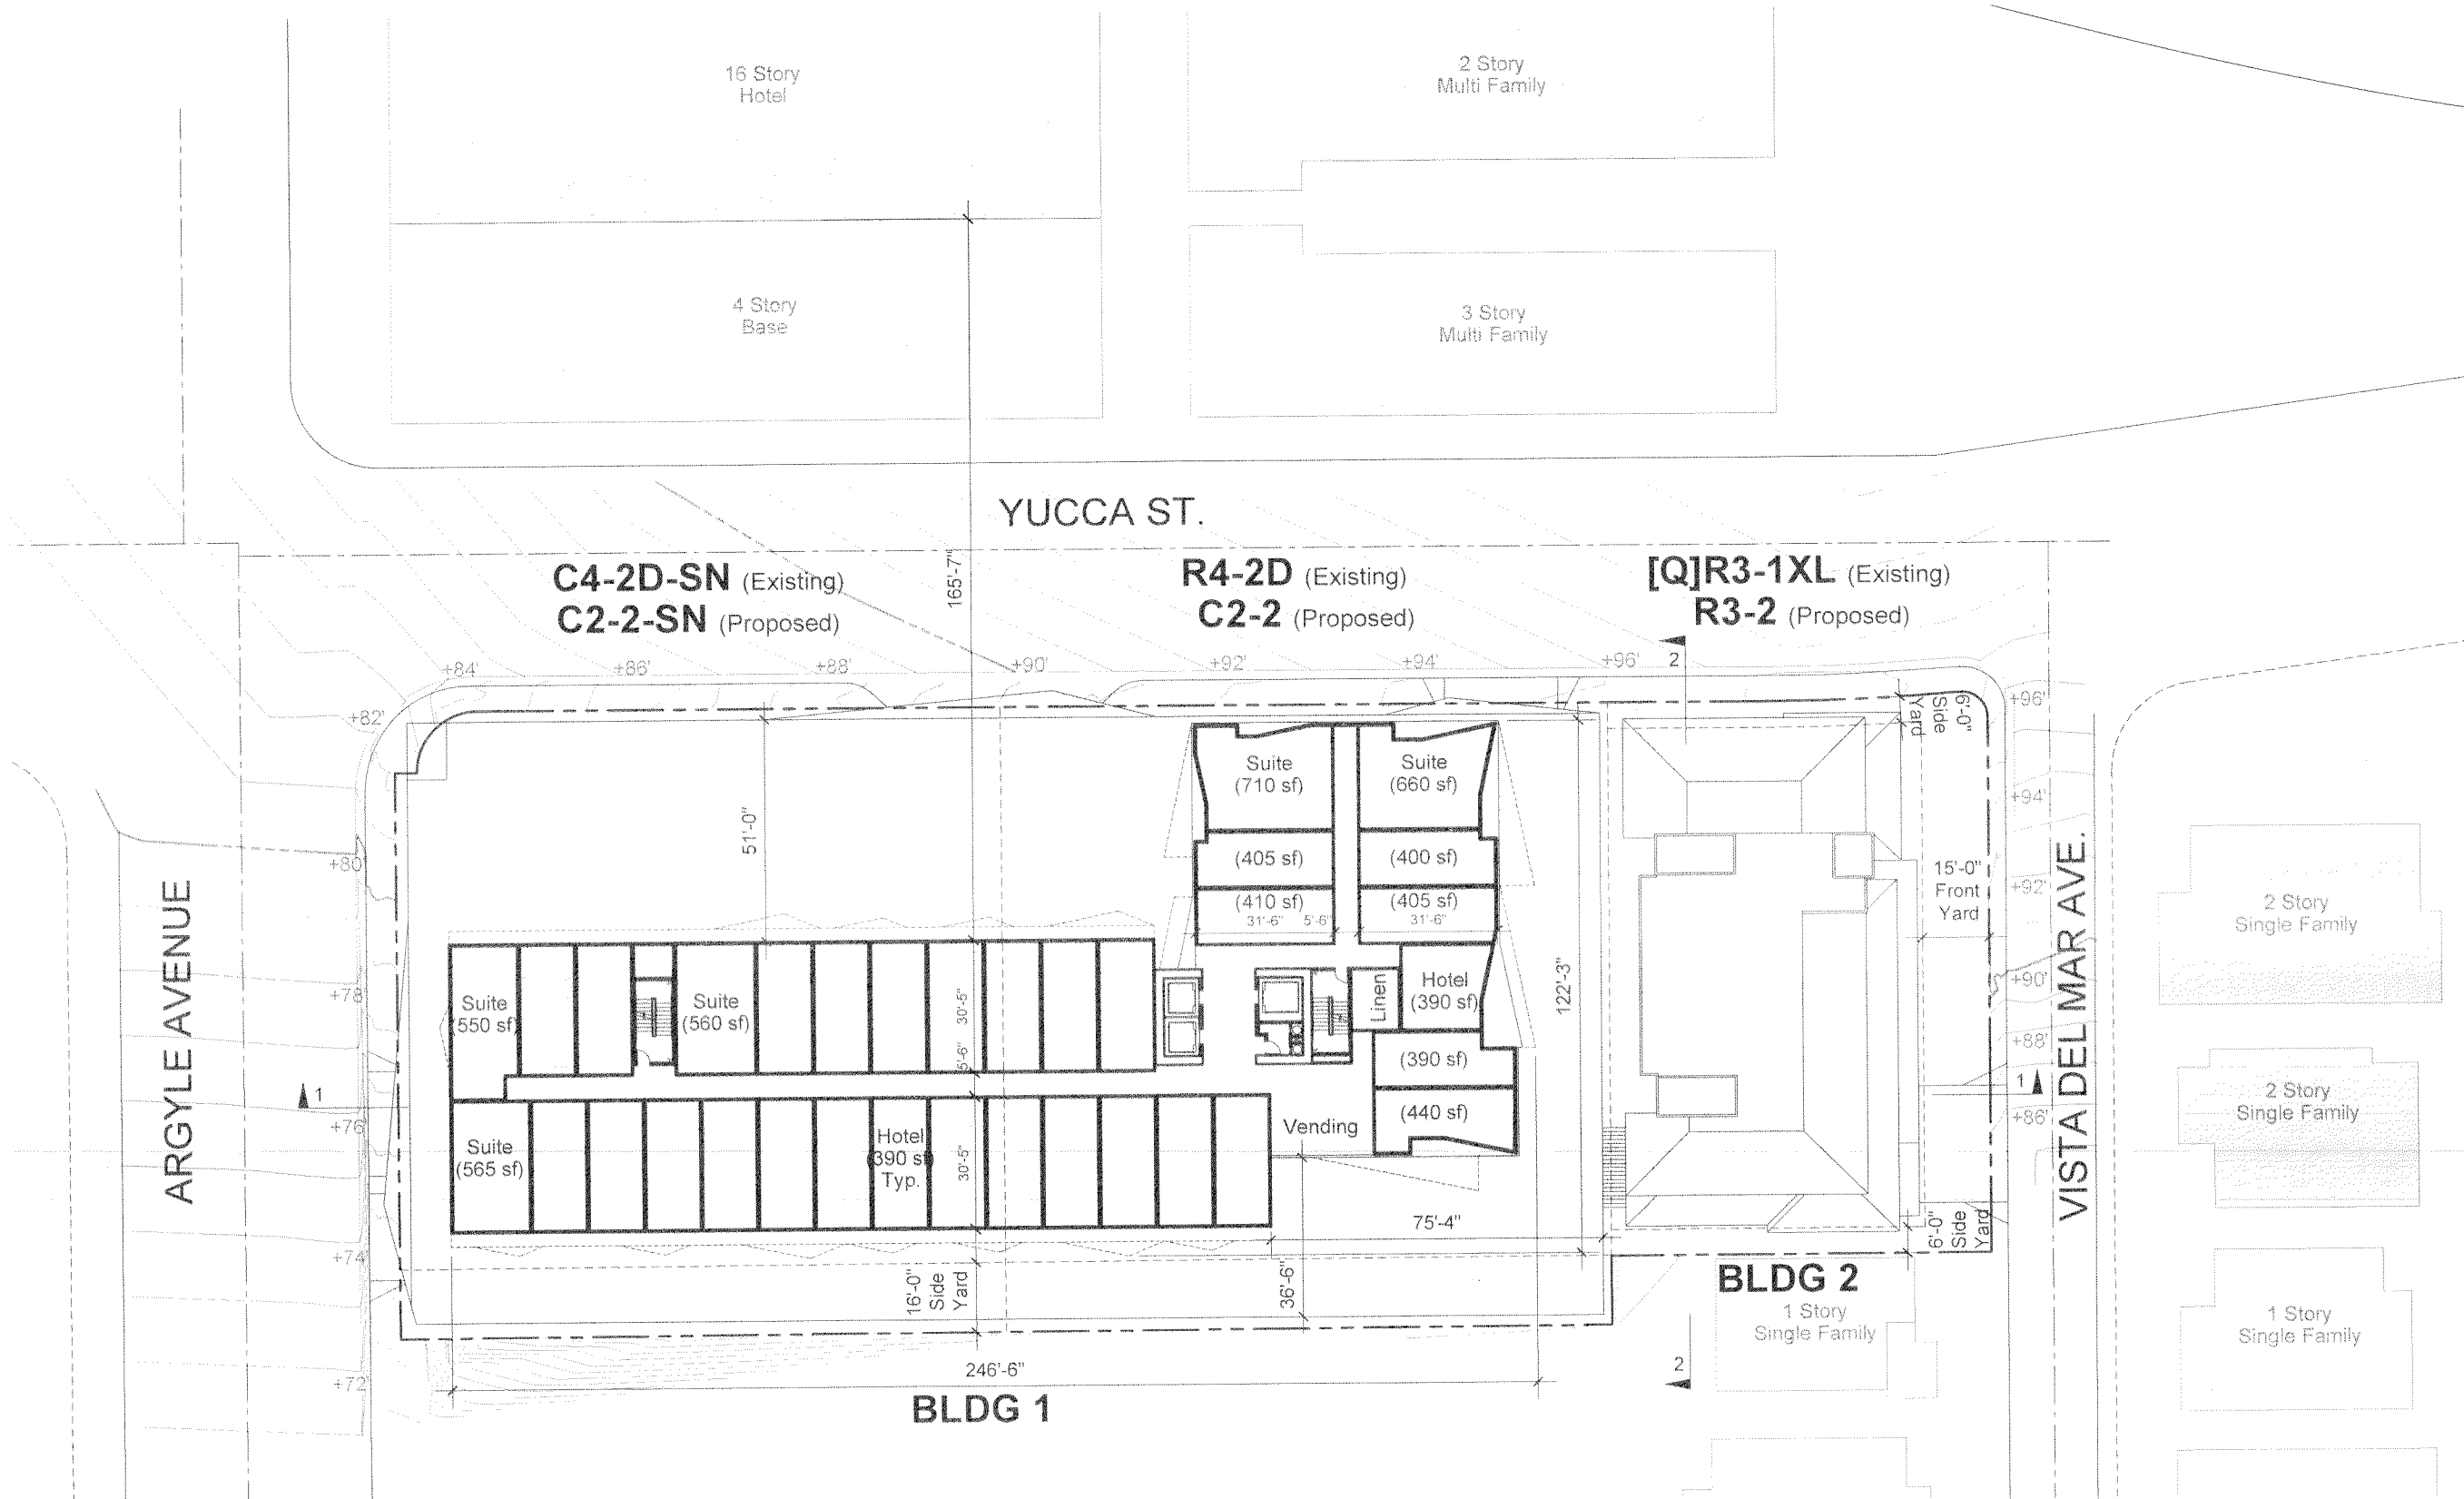 16 Story
Hotel
2 Story
Multi Family
4 Story
Base
3 Story
Multi Family
YUCCA ST.
165'-7"
C4-2D-SN (Existing)
C2-2-SN (Proposed)
R4-2D (Existing)
C2-2 (Proposed)
[Q]R3-1XL (Existing)
R3-2 (Proposed)
2
+82'
+84'
+86'
+88'
+90'
+92'
+94'
+96'
+96'
6'-0"
Side
Yard
51'-0"
Suite
(710 sf)
Suite
(660 sf)
+94'
+80'
(405 sf)
(400 sf)
(410 sf)
31'-6"
5'-6"
(405 sf)
31'-6"
15'-0"
Front
Yard
+92'
2 Story
Single Family
ARGYLE AVENUE
VISTA DEL MAR AVE.
+78'
Suite
(550 sf)
Suite
(560 sf)
30'-5"
5'-6"
Linen
Hotel
(390 sf)
122'-3"
+90'
+88'
(390 sf)
1
1
+76'
+86'
2 Story
Single Family
Suite
(565 sf)
Hotel
(390 sf)
Typ.
30'-5"
Vending
(440 sf)
75'-4"
6'-0"
Side
Yard
+74'
16'-0"
Side
Yard
36'-6"
BLDG 2
1 Story
Single Family
1 Story
Single Family
+72'
246'-6"
2
BLDG 1